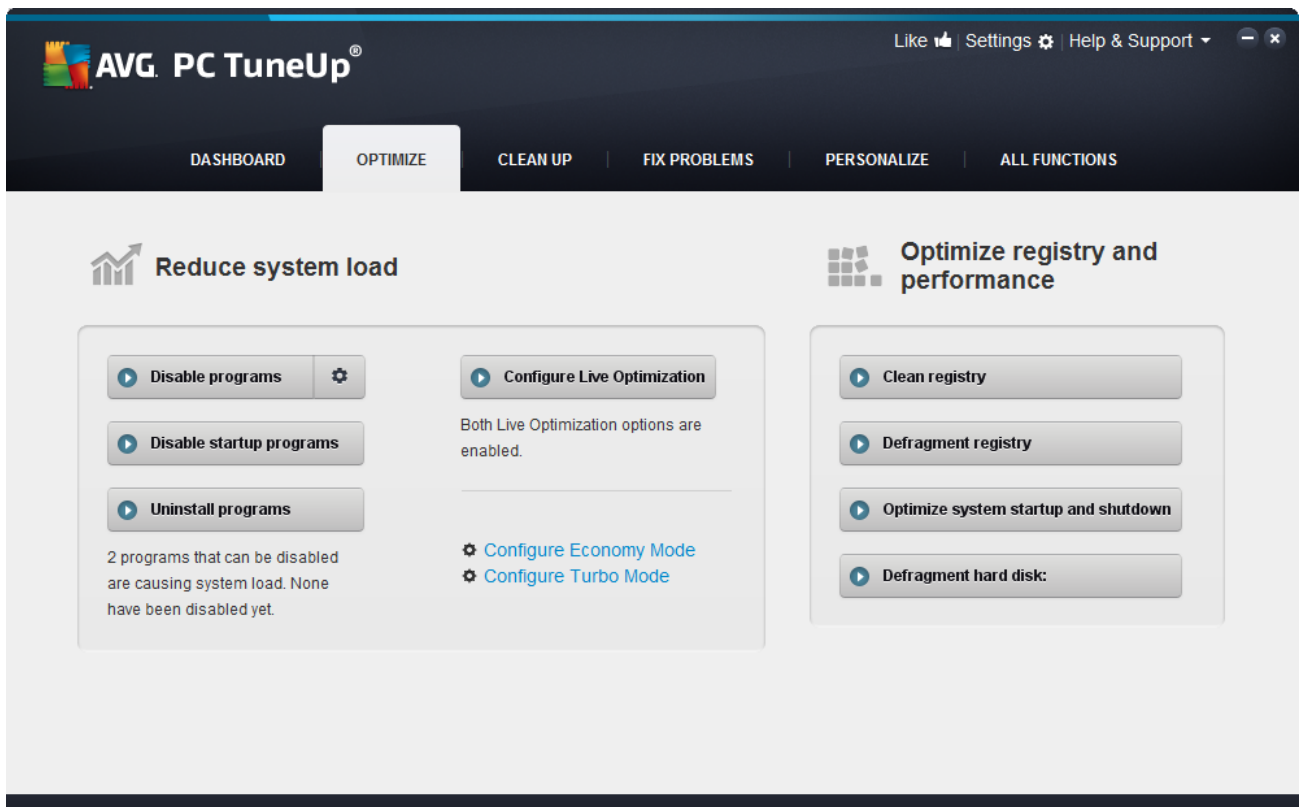 Like | Settings | Help & Support
AVG. PC TuneUp®
DASHBOARD
OPTIMIZE
CLEAN UP
FIX PROBLEMS
PERSONALIZE
ALL FUNCTIONS
Reduce system load
Disable programs
Disable startup programs
Uninstall programs
2 programs that can be disabled
are causing system load. None
have been disabled yet.
Configure Live Optimization
Both Live Optimization options are
enabled.
Configure Economy Mode
Configure Turbo Mode
Optimize registry and
performance
Clean registry
Defragment registry
Optimize system startup and shutdown
Defragment hard disk: